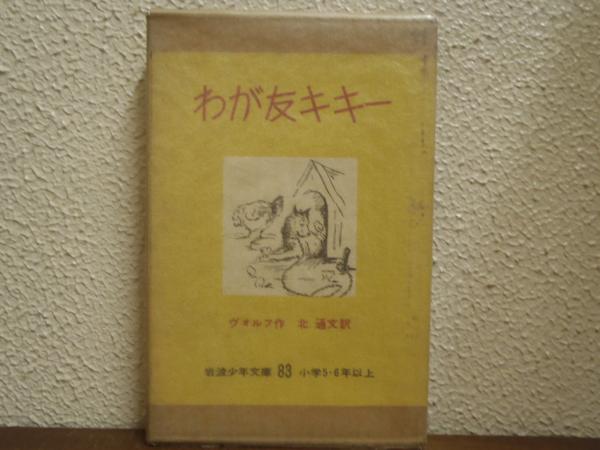 わが友キキー
ヴォルフ作 北 通文訳
岩波少年文庫 83 小学5・6年以上